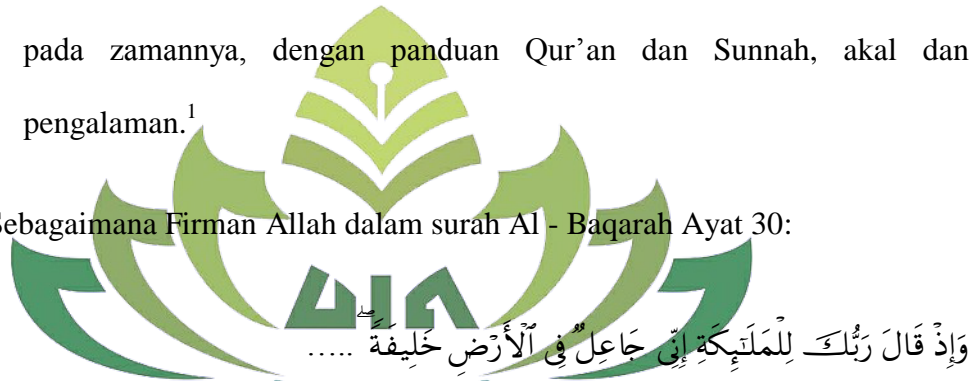 pada zamannya, dengan panduan Qur’an dan Sunnah, akal dan
pengalaman.1
Sebagaimana Firman Allah dalam surah Al - Baqarah Ayat 30:
UIN
وَإِذْ قَالَ رَبُّكَ لِلْمَلَـٰٓئِكَةِ إِنِّى جَاعِلٌ فِى ٱلْأَرْضِ خَلِيفَةً ۖ .....